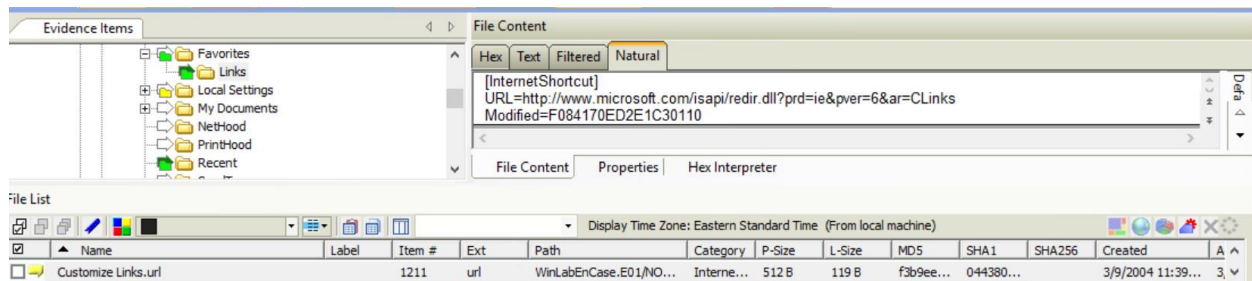 Evidence Items
Favorites
Links
Local Settings
My Documents
NetHood
PrintHood
Recent
File Content
Hex Text Filtered Natural
[InternetShortcut]
URL=http://www.microsoft.com/isapi/redir.dll?prd=ie&pver=6&ar=CLinks
Modified=F084170ED2E1C30110
Defa
File Content Properties Hex Interpreter
File List
Display Time Zone: Eastern Standard Time (From local machine)
Name Label Item # Ext Path Category P-Size L-Size MD5 SHA1 SHA256 Created A
Customize Links.url 1211 url WinLabEnCase.E01/NO... Interne... 512 B 119 B f3b9ee... 044380... 3/9/2004 11:39... 3,